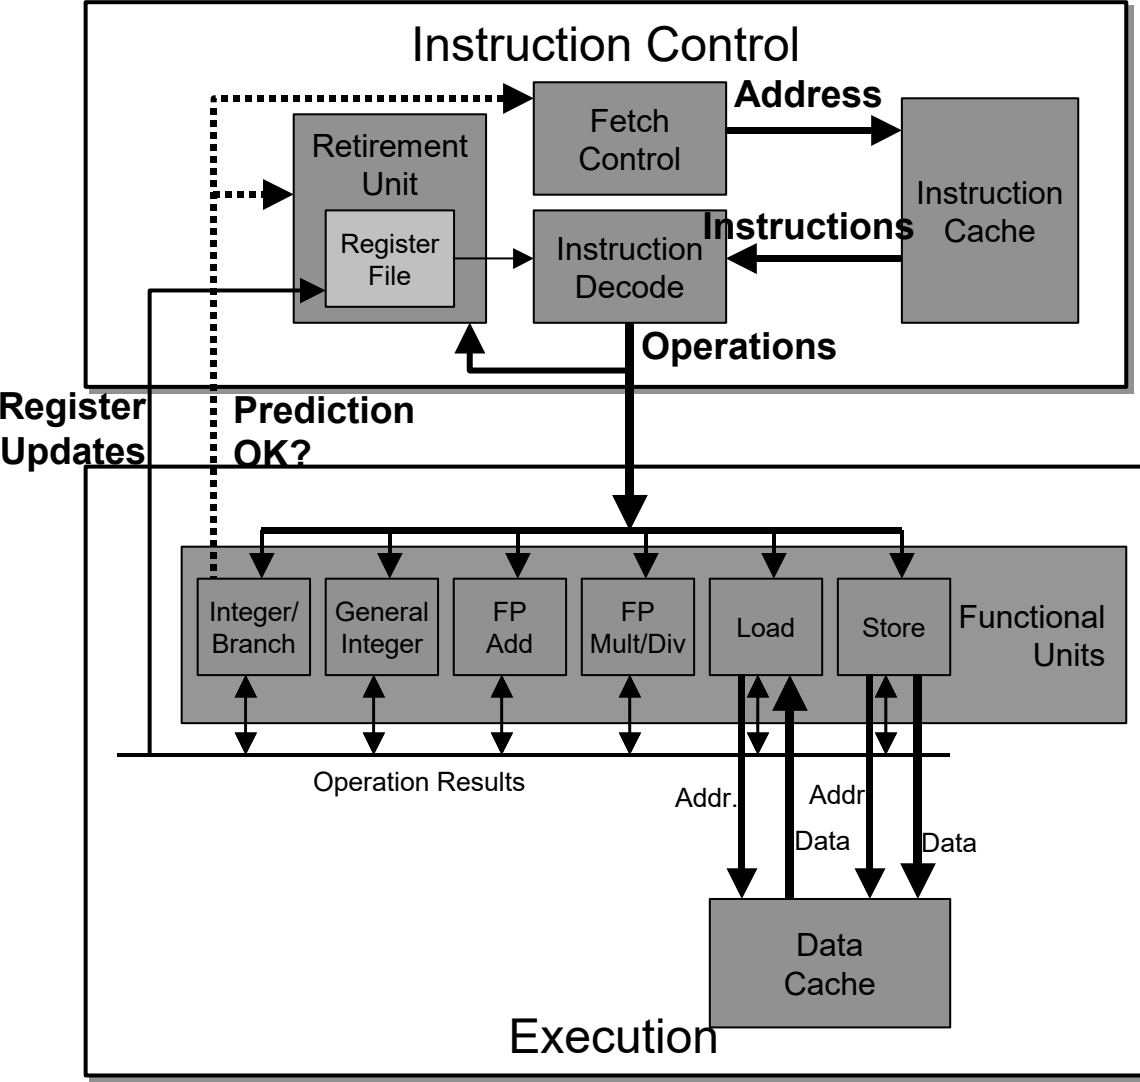 Instruction Control
Address
Fetch
Control
Retirement
Unit
Instruction
Cache
Register
File
Instructions
Instruction
Decode
Operations
Register
Updates
Prediction
OK?
Integer/
Branch
General
Integer
FP
Add
FP
Mult/Div
Load
Store
Functional
Units
Operation Results
Addr.
Addr
Data
Data
Data
Cache
Execution